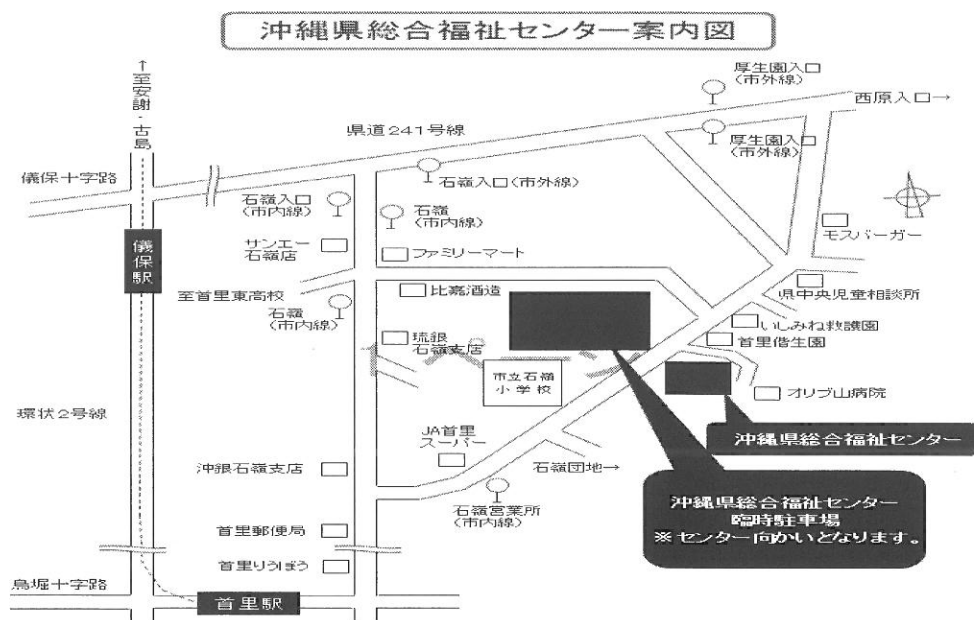 沖縄県総合福祉センター案内図
↑至安謝・古島
厚生園入口
(市外線)
西原入口→
県道241号線
厚生園入口
(市外線)
儀保十字路
石嶺入口(市外線)
石嶺入口
(市内線)
石嶺
(市内線)
モスバーガー
サンエー
石嶺店
ファミリーマート
儀保駅
至首里東高校
比嘉酒造
県中央児童相談所
石嶺
(市内線)
いしみね救護園
琉銀
石嶺支店
首里偕生園
市立石嶺
小学校
オリブ山病院
環状2号線
JA首里
スーパー
沖縄県総合福祉センター
沖銀石嶺支店
石嶺団地→
石嶺営業所
(市内線)
沖縄県総合福祉センター
臨時駐車場
※センター向かいとなります。
首里郵便局
首里りうぼう
鳥堀十字路
首里駅